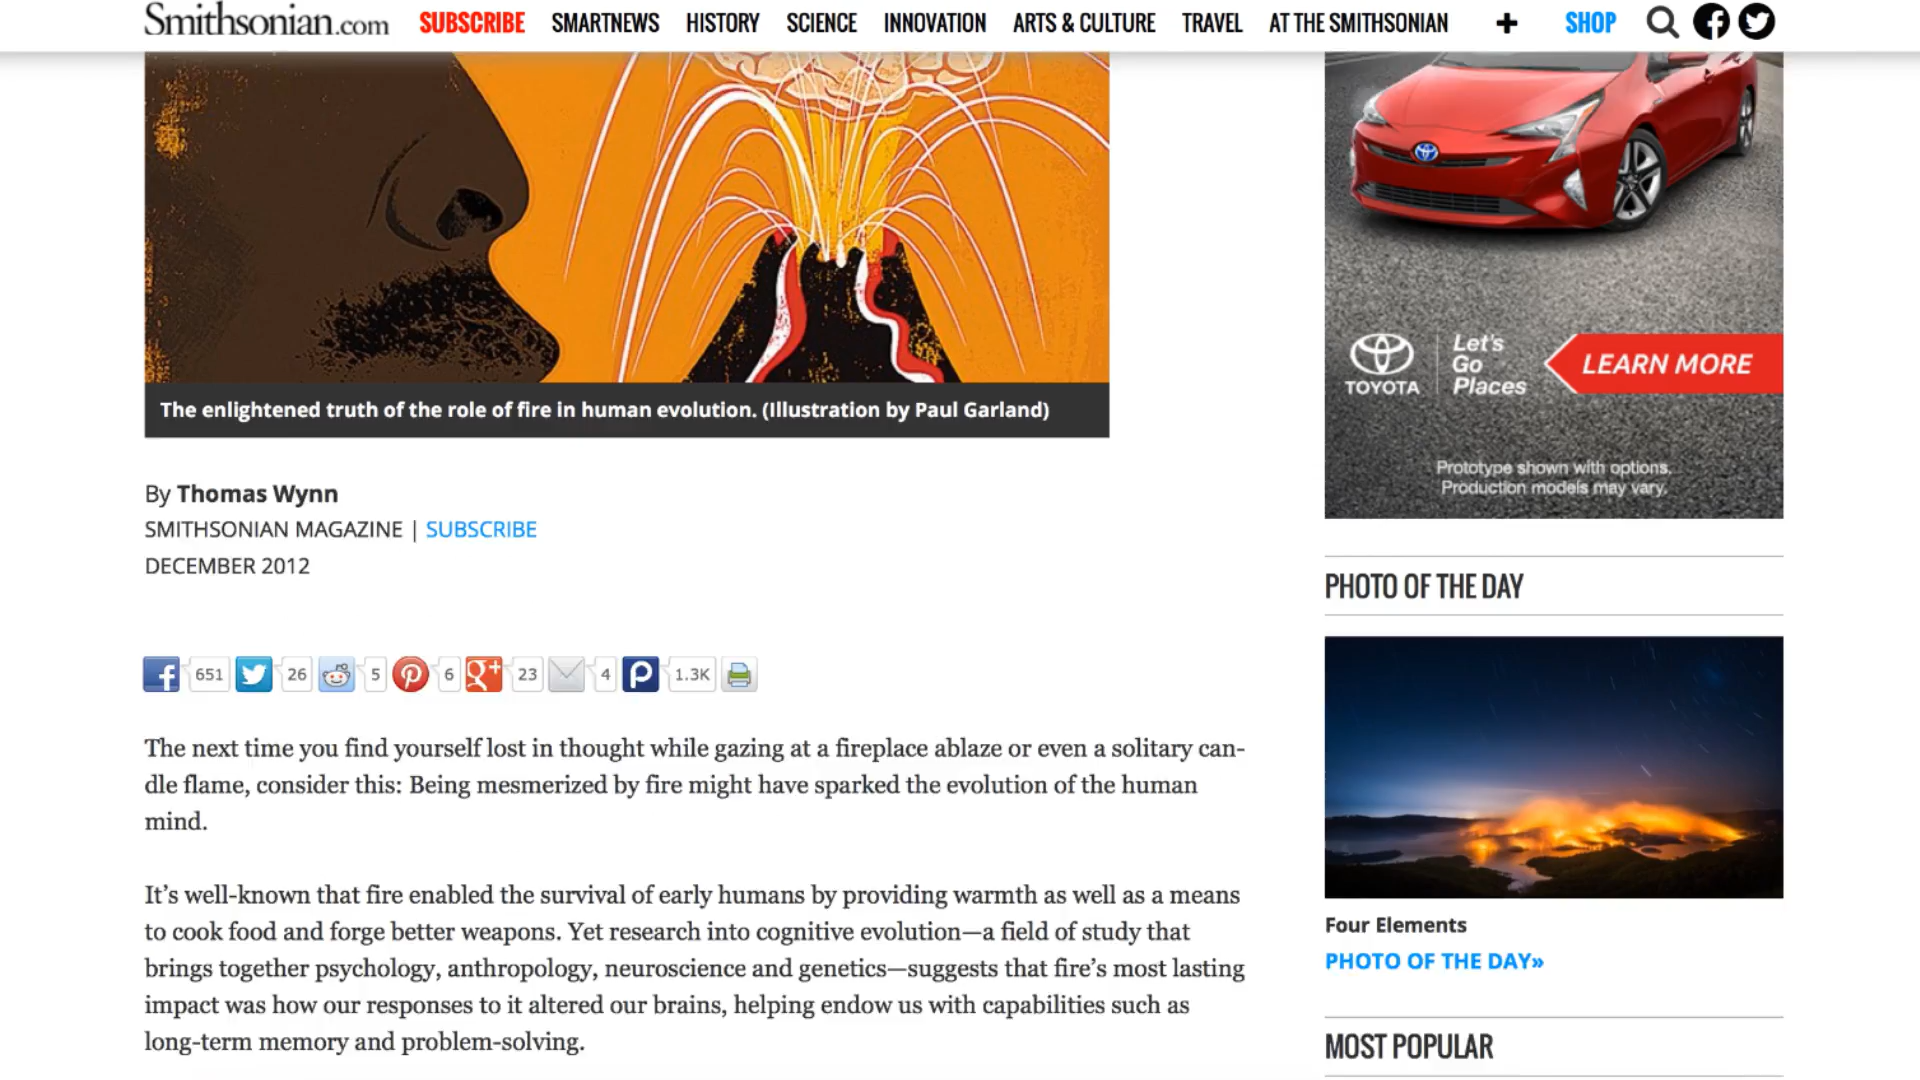 Smithsonian.com SUBSCRIBE SMARTNEWS HISTORY SCIENCE INNOVATION ARTS & CULTURE TRAVEL AT THE SMITHSONIAN + SHOP
The enlightened truth of the role of fire in human evolution. (Illustration by Paul Garland)
By Thomas Wynn
SMITHSONIAN MAGAZINE | SUBSCRIBE
DECEMBER 2012
651 26 5 6 g+ 23 4 P 1.3K
The next time you find yourself lost in thought while gazing at a fireplace ablaze or even a solitary can-
dle flame, consider this: Being mesmerized by fire might have sparked the evolution of the human
mind.
It's well-known that fire enabled the survival of early humans by providing warmth as well as a means
to cook food and forge better weapons. Yet research into cognitive evolution—a field of study that
brings together psychology, anthropology, neuroscience and genetics—suggests that fire's most lasting
impact was how our responses to it altered our brains, helping endow us with capabilities such as
long-term memory and problem-solving.
TOYOTA
Let's
Go
Places
LEARN MORE
Prototype shown with options.
Production models may vary.
PHOTO OF THE DAY
Four Elements
PHOTO OF THE DAY»
MOST POPULAR